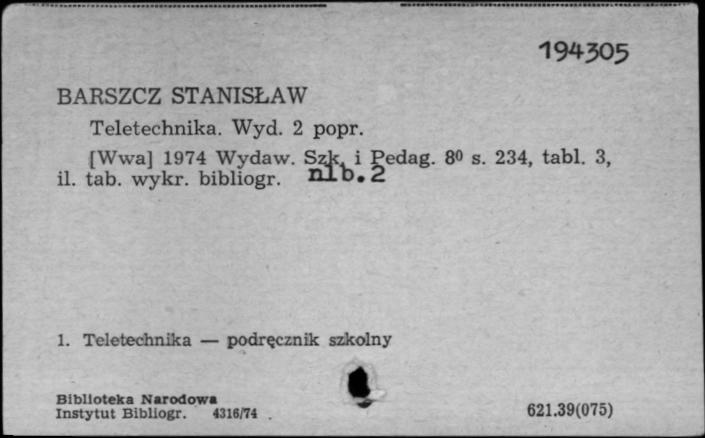 194305
BARSZCZ STANISŁAW
Teletechnika. Wyd. 2 popr.
[Wwa] 1974 Wydaw. Szk. i Pedag. 8⁰ s. 234, tabl. 3,
il. tab. wykr. bibliogr. nlb.2
1. Teletechnika — podręcznik szkolny
Biblioteka Narodowa
Instytut Bibliogr. 4316/74
621.39(075)